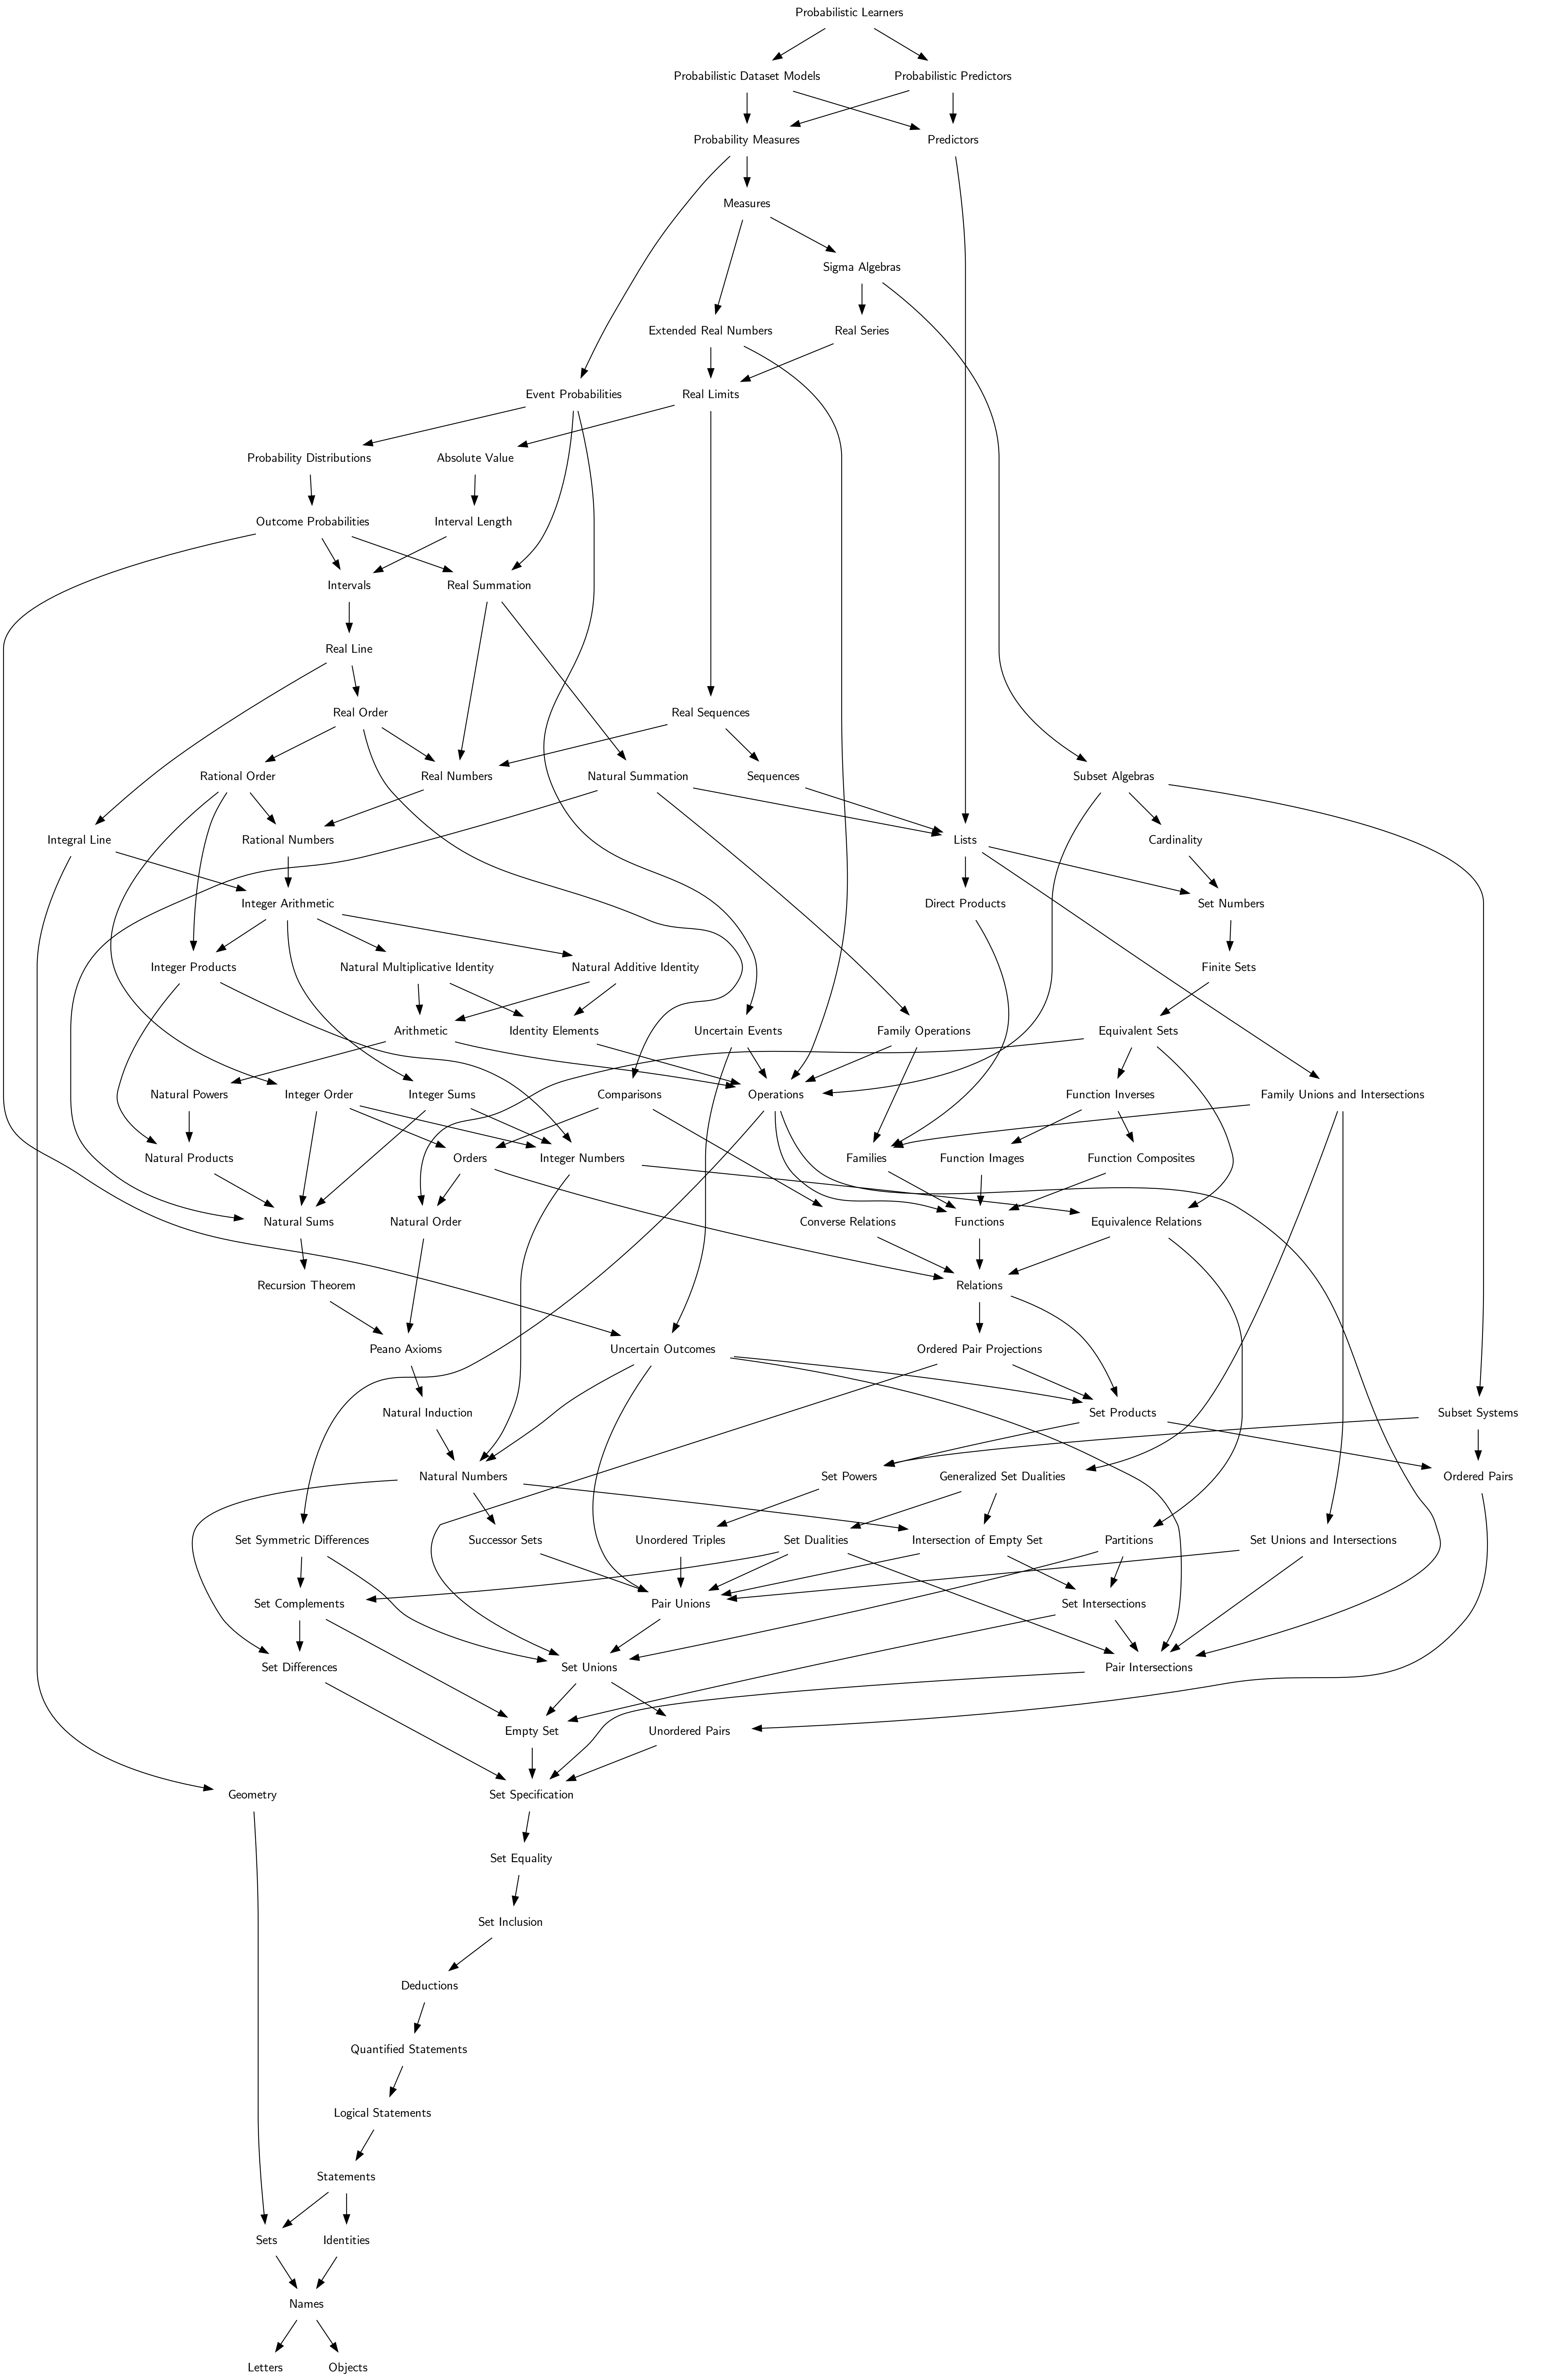 Probabilistic Learners
Probabilistic Dataset Models
Probabilistic Predictors
Probability Measures
Predictors
Measures
Sigma Algebras
Extended Real Numbers
Real Series
Event Probabilities
Real Limits
Probability Distributions
Absolute Value
Outcome Probabilities
Interval Length
Intervals
Real Summation
Real Line
Real Order
Real Sequences
Rational Order
Real Numbers
Natural Summation
Sequences
Subset Algebras
Integral Line
Rational Numbers
Lists
Cardinality
Integer Arithmetic
Direct Products
Set Numbers
Integer Products
Natural Multiplicative Identity
Natural Additive Identity
Finite Sets
Arithmetic
Identity Elements
Uncertain Events
Family Operations
Equivalent Sets
Natural Powers
Integer Order
Integer Sums
Comparisons
Operations
Function Inverses
Family Unions and Intersections
Natural Products
Orders
Integer Numbers
Families
Function Images
Function Composites
Natural Sums
Natural Order
Converse Relations
Functions
Equivalence Relations
Recursion Theorem
Relations
Peano Axioms
Uncertain Outcomes
Ordered Pair Projections
Natural Induction
Set Products
Subset Systems
Natural Numbers
Set Powers
Generalized Set Dualities
Ordered Pairs
Set Symmetric Differences
Successor Sets
Unordered Triples
Set Dualities
Intersection of Empty Set
Partitions
Set Unions and Intersections
Set Complements
Pair Unions
Set Intersections
Set Differences
Set Unions
Pair Intersections
Empty Set
Unordered Pairs
Geometry
Set Specification
Set Equality
Set Inclusion
Deductions
Quantified Statements
Logical Statements
Statements
Sets
Identities
Names
Letters
Objects